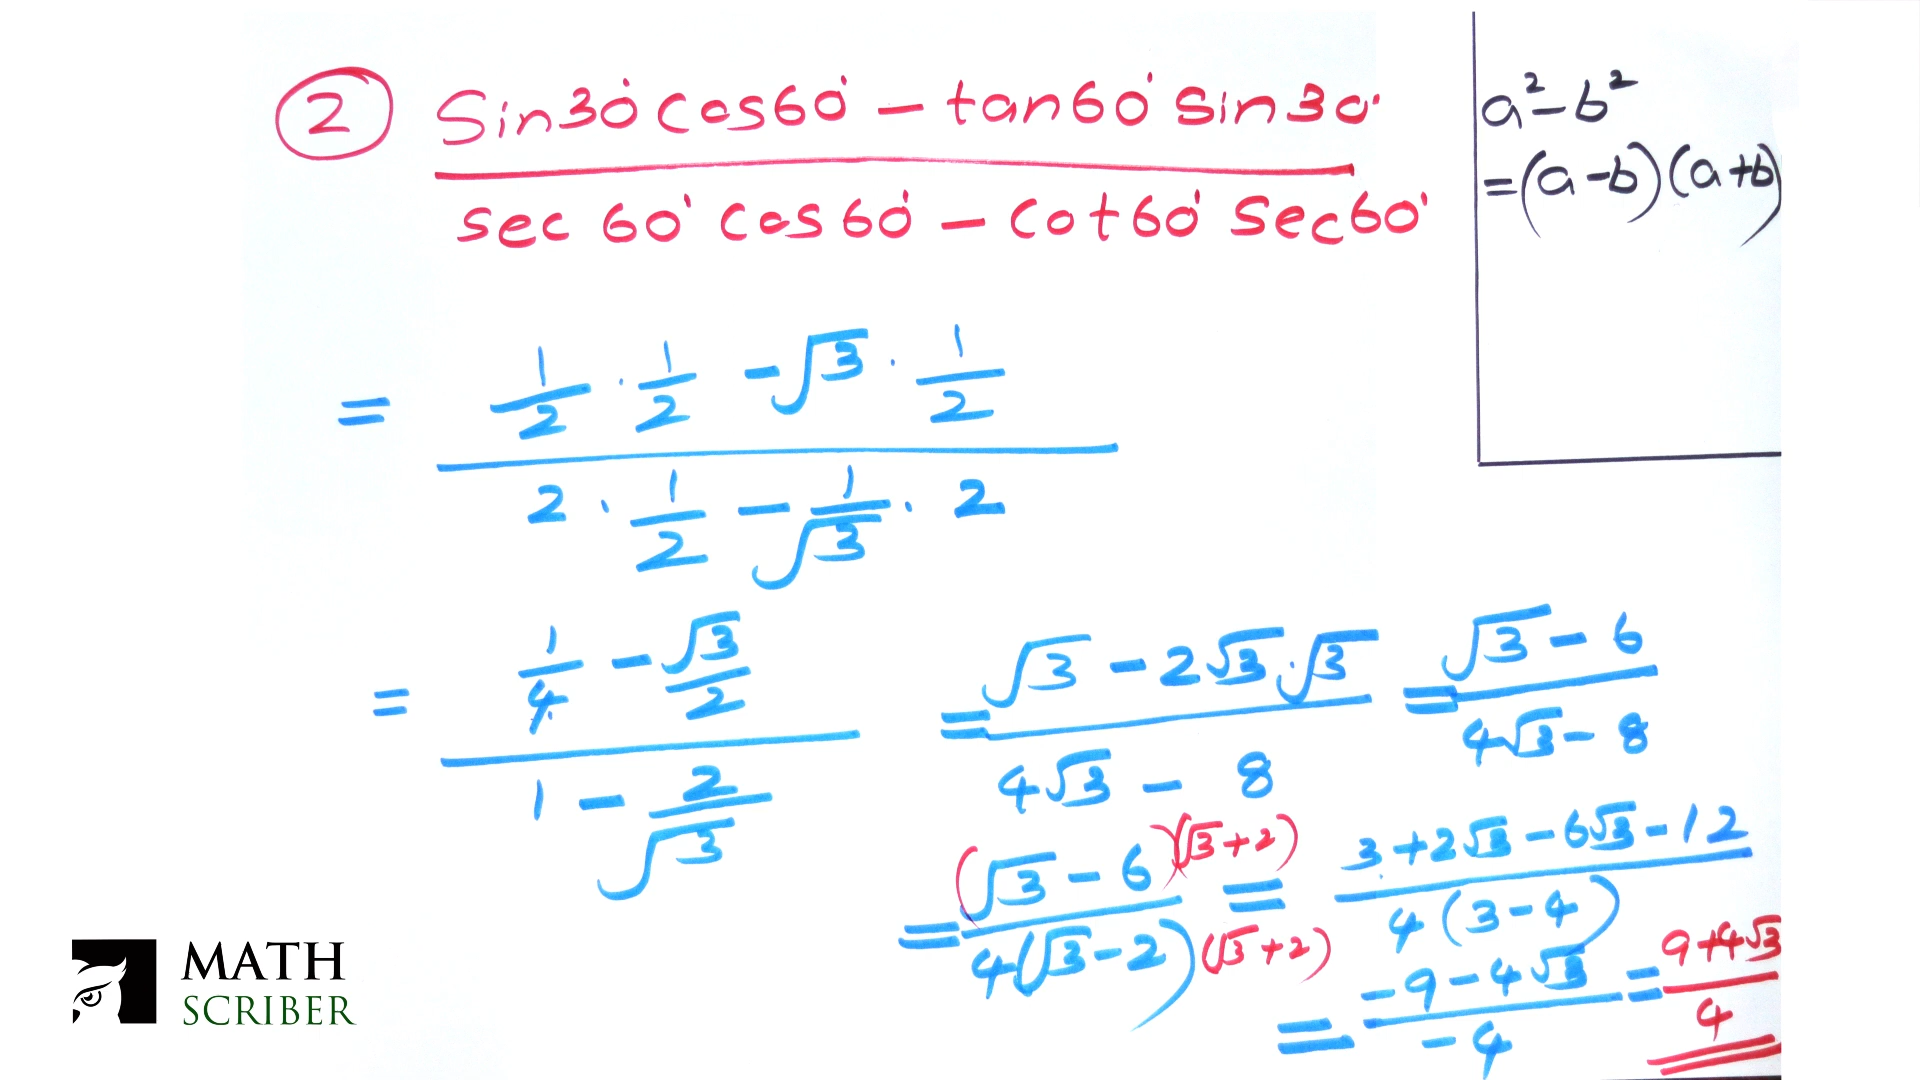 2
Sin30° Cos60° – tan60° Sin30°
sec 60° Cos60° – Cot60° Sec60°
a² – b²
= (a – b) (a + b)
= 1/2 · 1/2 – √3 · 1/2
2 · 1/2 – 1/√3 · 2
= 1/4 – √3/2
1 – 2/√3
= √3 – 2√3 · √3
4√3 – 8
= √3 – 6
4√3 – 8
= (√3 – 6)(√3 + 2)
4(√3 – 2)(√3 + 2)
= 3 + 2√3 – 6√3 – 12
4(3 – 4)
= –9 – 4√3
–4
= 9 + 4√3
4
MATH
SCRIBER